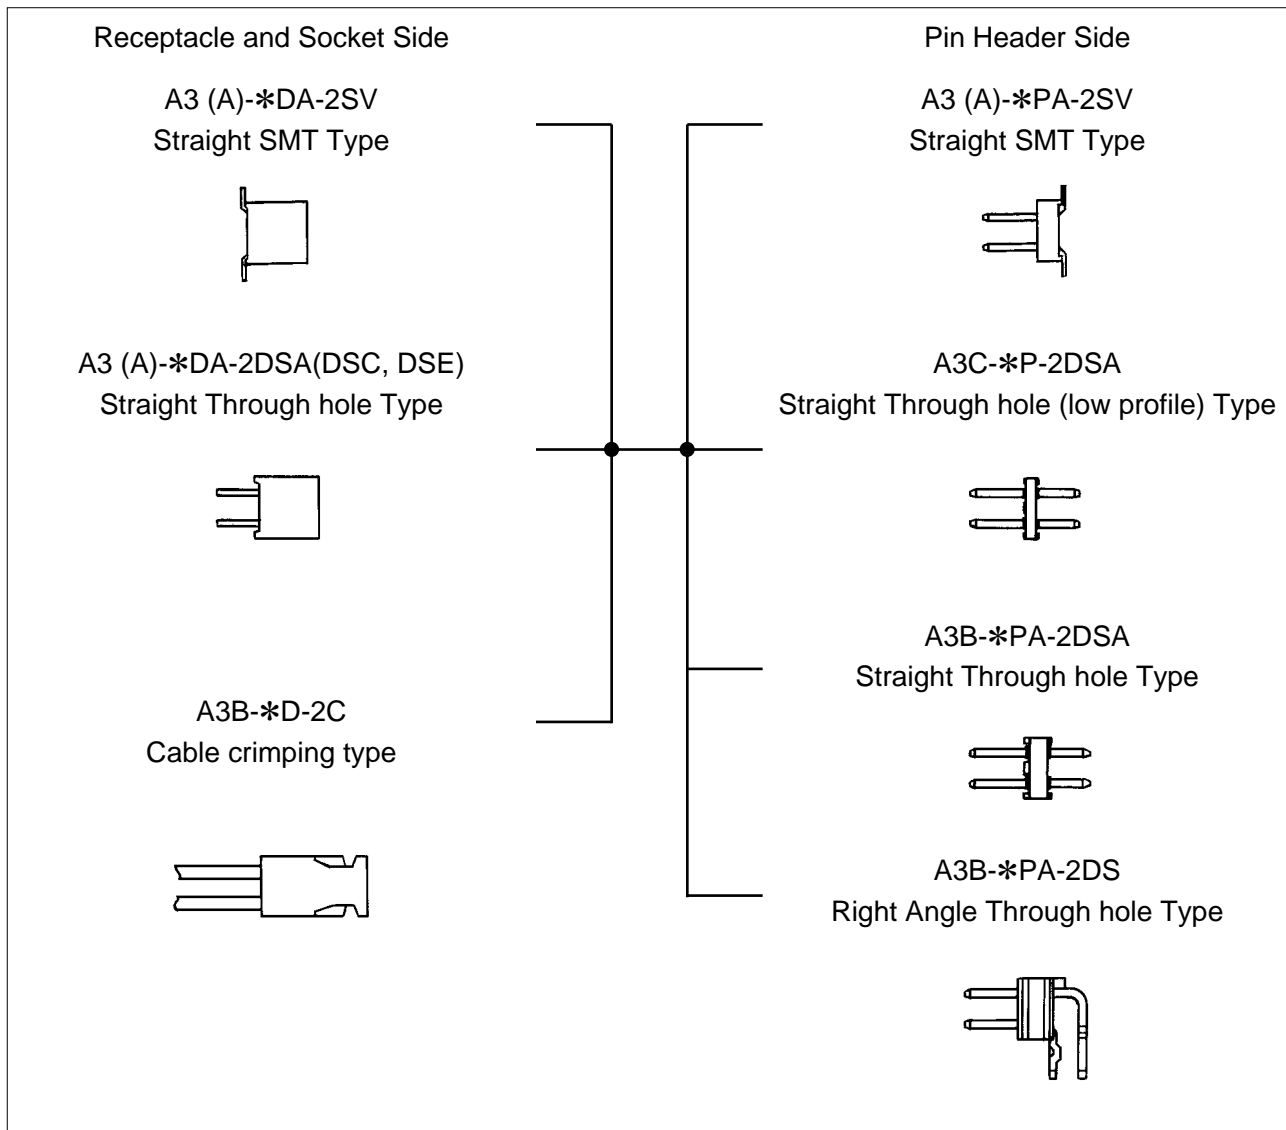 Receptacle and Socket Side
A3 (A)-*DA-2SV
Straight SMT Type
A3 (A)-*DA-2DSA(DSC, DSE)
Straight Through hole Type
A3B-*D-2C
Cable crimping type
Pin Header Side
A3 (A)-*PA-2SV
Straight SMT Type
A3C-*P-2DSA
Straight Through hole (low profile) Type
A3B-*PA-2DSA
Straight Through hole Type
A3B-*PA-2DS
Right Angle Through hole Type